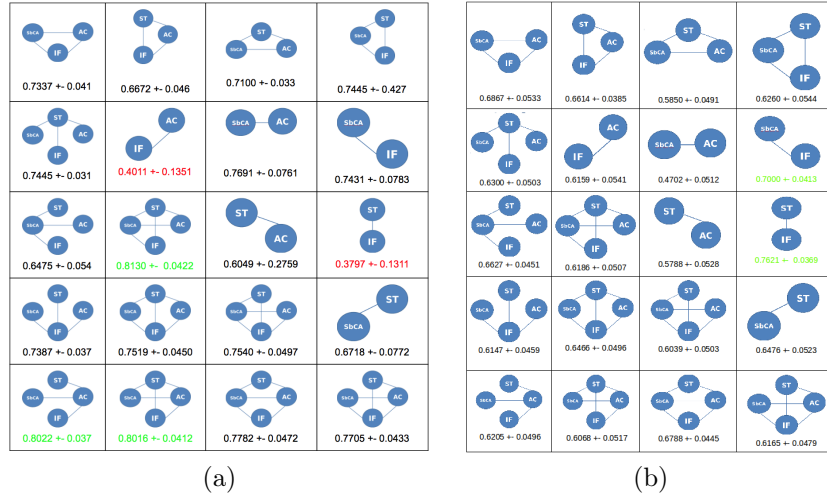 SbCA AC IF
ST AC IF
ST SbCA AC
ST SbCA IF
0.7337 +- 0.041 0.6672 +- 0.046 0.7100 +- 0.033 0.7445 +- 0.427
ST SbCA AC IF
AC IF
SbCA AC
SbCA IF
0.7445 +- 0.031 0.4011 +- 0.1351 0.7691 +- 0.0761 0.7431 +- 0.0783
ST SbCA AC IF
ST SbCA AC IF
ST AC
ST IF
0.6475 +- 0.054 0.8130 +- 0.0422 0.6049 +- 0.2759 0.3797 +- 0.1311
ST SbCA AC IF
ST SbCA AC IF
ST SbCA AC IF
ST SbCA
0.7387 +- 0.037 0.7519 +- 0.0450 0.7540 +- 0.0497 0.6718 +- 0.0772
ST SbCA AC IF
ST SbCA AC IF
ST SbCA AC IF
ST SbCA AC IF
0.8022 +- 0.037 0.8016 +- 0.0412 0.7782 +- 0.0472 0.7705 +- 0.0433
(a)
SbCA AC IF
ST AC IF
ST SbCA AC
ST SbCA IF
0.6867 +- 0.0533 0.6614 +- 0.0385 0.5850 +- 0.0491 0.6260 +- 0.0544
ST SbCA AC IF
AC IF
SbCA AC
SbCA IF
0.6300 +- 0.0503 0.6159 +- 0.0541 0.4702 +- 0.0512 0.7000 +- 0.0413
ST SbCA AC IF
ST SbCA AC IF
ST AC
ST IF
0.6627 +- 0.0451 0.6186 +- 0.0507 0.5788 +- 0.0528 0.7621 +- 0.0369
ST SbCA AC IF
ST SbCA AC IF
ST SbCA AC IF
ST SbCA
0.6147 +- 0.0459 0.6466 +- 0.0496 0.6039 +- 0.0503 0.6476 +- 0.0523
ST SbCA AC IF
ST SbCA AC IF
ST SbCA AC IF
ST SbCA AC IF
0.6205 +- 0.0496 0.6068 +- 0.0517 0.6788 +- 0.0445 0.6165 +- 0.0479
(b)